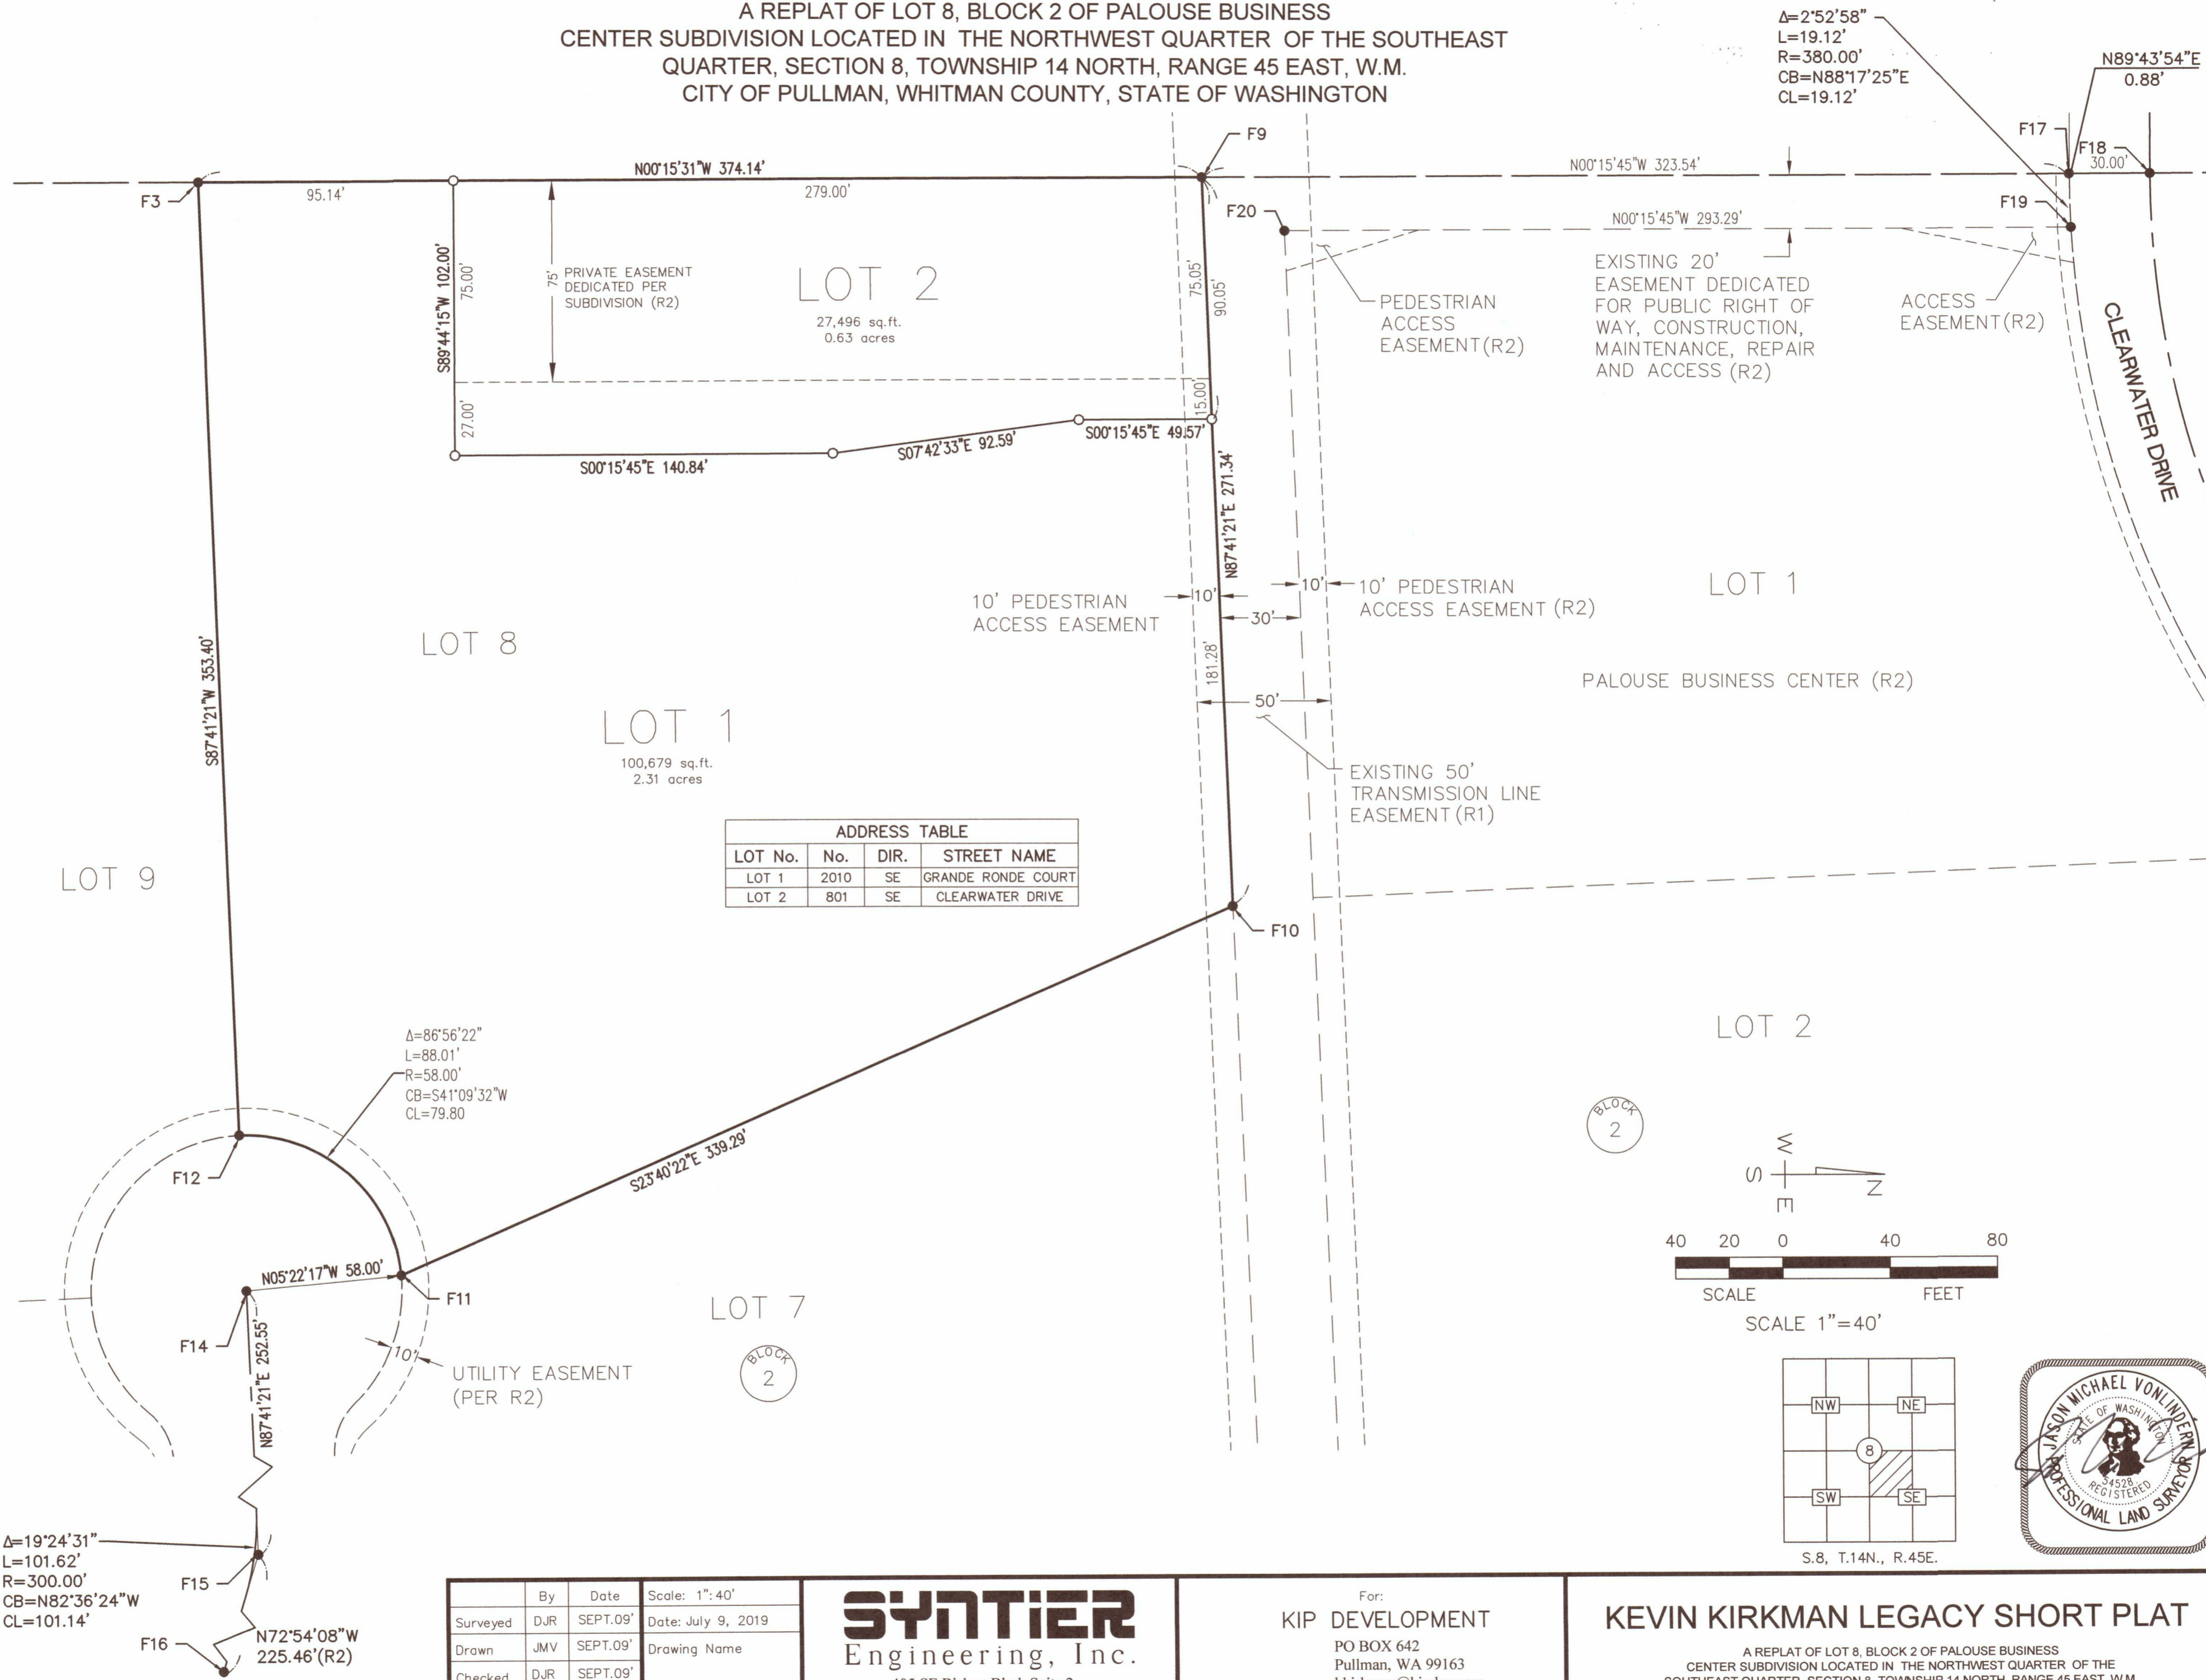 A REPLAT OF LOT 8, BLOCK 2 OF PALOUSE BUSINESS
CENTER SUBDIVISION LOCATED IN THE NORTHWEST QUARTER OF THE SOUTHEAST
QUARTER, SECTION 8, TOWNSHIP 14 NORTH, RANGE 45 EAST, W.M.
CITY OF PULLMAN, WHITMAN COUNTY, STATE OF WASHINGTON
Δ=2°52'58"
L=19.12'
R=380.00'
CB=N88°17'25"E
CL=19.12'
N89°43'54"E
0.88'
F17
F18
30.00'
F19
F9
F3
N00°15'31"W 374.14'
95.14'
279.00'
N00°15'45"W 323.54'
F20
N00°15'45"W 293.29'
S89°44'15"W 102.00'
75.00'
27.00'
75'
PRIVATE EASEMENT
DEDICATED PER
SUBDIVISION (R2)
LOT 2
27,496 sq.ft.
0.63 acres
75.05'
90.05'
15.00'
PEDESTRIAN
ACCESS
EASEMENT (R2)
EXISTING 20'
EASEMENT DEDICATED
FOR PUBLIC RIGHT OF
WAY, CONSTRUCTION,
MAINTENANCE, REPAIR
AND ACCESS (R2)
ACCESS
EASEMENT (R2)
CLEARWATER DRIVE
S00°15'45"E 140.84'
S07°42'33"E 92.59'
S00°15'45"E 49.57'
N87°41'21"E 271.34'
10' PEDESTRIAN
ACCESS EASEMENT
10'
30'
10'
10' PEDESTRIAN
ACCESS EASEMENT (R2)
LOT 1
181.28'
50'
PALOUSE BUSINESS CENTER (R2)
EXISTING 50'
TRANSMISSION LINE
EASEMENT (R1)
S87°41'21"W 353.40'
LOT 8
LOT 1
100,679 sq.ft.
2.31 acres
ADDRESS TABLE
LOT No. No. DIR. STREET NAME
LOT 1 2010 SE GRANDE RONDE COURT
LOT 2 801 SE CLEARWATER DRIVE
LOT 9
F10
Δ=86°56'22"
L=88.01'
R=58.00'
CB=S41°09'32"W
CL=79.80
S23°40'22"E 339.29'
LOT 2
BLOCK
2
F12
N05°22'17"W 58.00'
F11
F14
N87°41'21"E 252.55'
10'
UTILITY EASEMENT
(PER R2)
LOT 7
BLOCK
2
W
S
N
E
40 20 0 40 80
SCALE FEET
SCALE 1"=40'
NW NE
8
SW SE
S.8, T.14N., R.45E.
JASON MICHAEL VONLINDERN
STATE OF WASHINGTON
54528
REGISTERED
PROFESSIONAL LAND SURVEYOR
Δ=19°24'31"
L=101.62'
R=300.00'
CB=N82°36'24"W
CL=101.14'
F15
F16
N72°54'08"W
225.46'(R2)
By Date Scale: 1":40'
Surveyed DJR SEPT.09' Date: July 9, 2019
Drawn JMV SEPT.09' Drawing Name
Checked DJR SEPT.09'
SYNTIER
Engineering, Inc.
For:
KIP DEVELOPMENT
PO BOX 642
Pullman, WA 99163
KEVIN KIRKMAN LEGACY SHORT PLAT
A REPLAT OF LOT 8, BLOCK 2 OF PALOUSE BUSINESS
CENTER SUBDIVISION LOCATED IN THE NORTHWEST QUARTER OF THE
SOUTHEAST QUARTER, SECTION 8, TOWNSHIP 14 NORTH, RANGE 45 EAST, W.M.